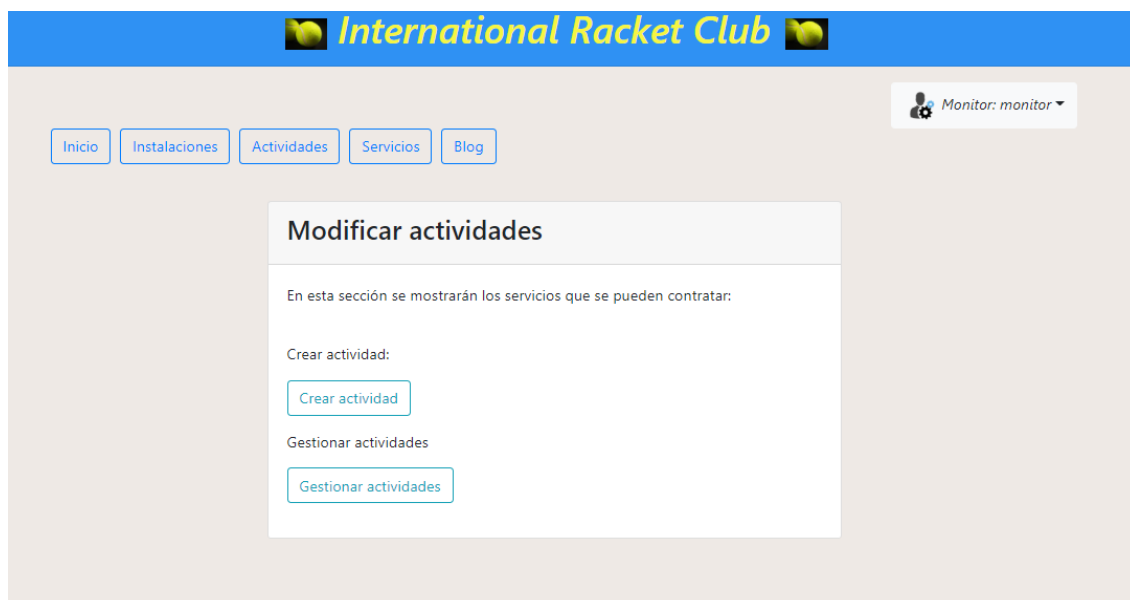 International Racket Club
Monitor: monitor
Inicio Instalaciones Actividades Servicios Blog
Modificar actividades
En esta sección se mostrarán los servicios que se pueden contratar:
Crear actividad:
Crear actividad
Gestionar actividades
Gestionar actividades